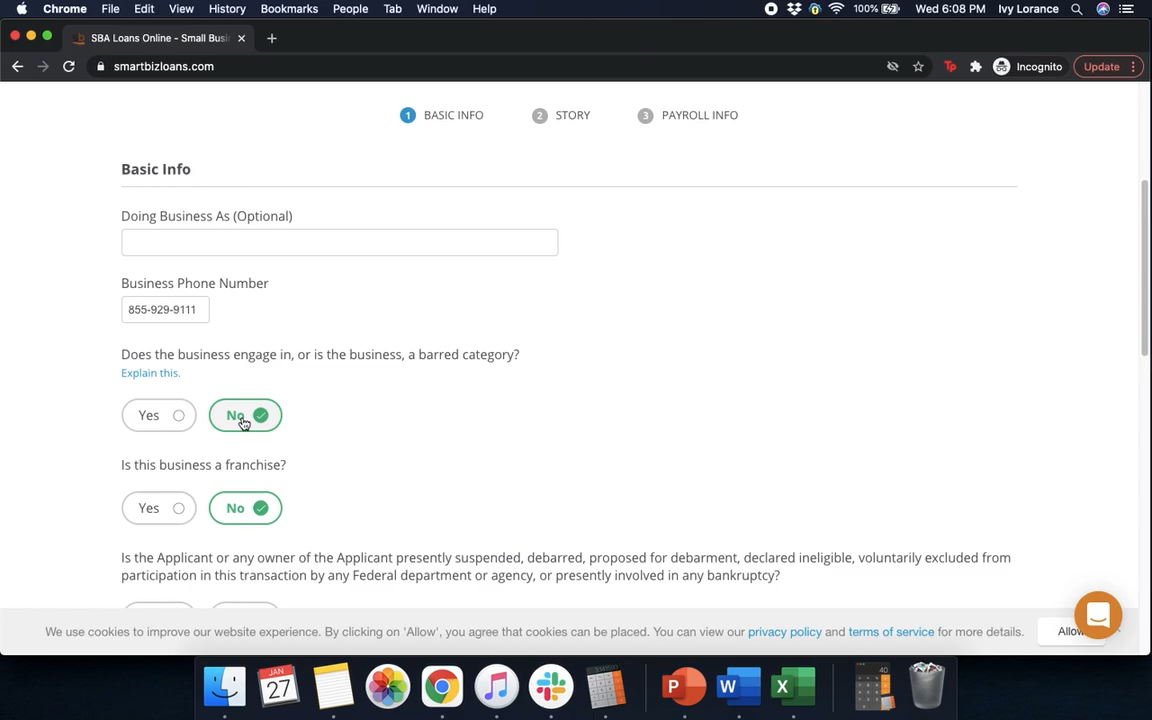 Chrome File Edit View History Bookmarks People Tab Window Help 100% Wed 6:08 PM Ivy Lorance
SBA Loans Online - Small Busi
smartbizloans.com Incognito Update
1 BASIC INFO 2 STORY 3 PAYROLL INFO
Basic Info
Doing Business As (Optional)
Business Phone Number
855-929-9111
Does the business engage in, or is the business, a barred category?
Explain this.
Yes No
Is this business a franchise?
Yes No
Is the Applicant or any owner of the Applicant presently suspended, debarred, proposed for debarment, declared ineligible, voluntarily excluded from
participation in this transaction by any Federal department or agency, or presently involved in any bankruptcy?
We use cookies to improve our website experience. By clicking on 'Allow', you agree that cookies can be placed. You can view our privacy policy and terms of service for more details. Allow
JAN
27 P W X 40